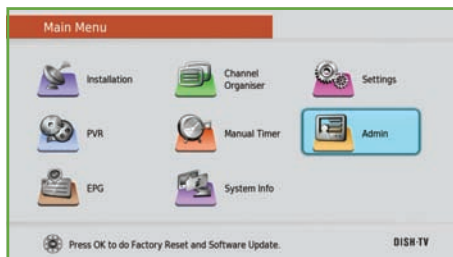 Main Menu
Installation
Channel
Organiser
Settings
PVR
Manual Timer
Admin
EPG
System Info
Press OK to do Factory Reset and Software Update.
DISH·TV